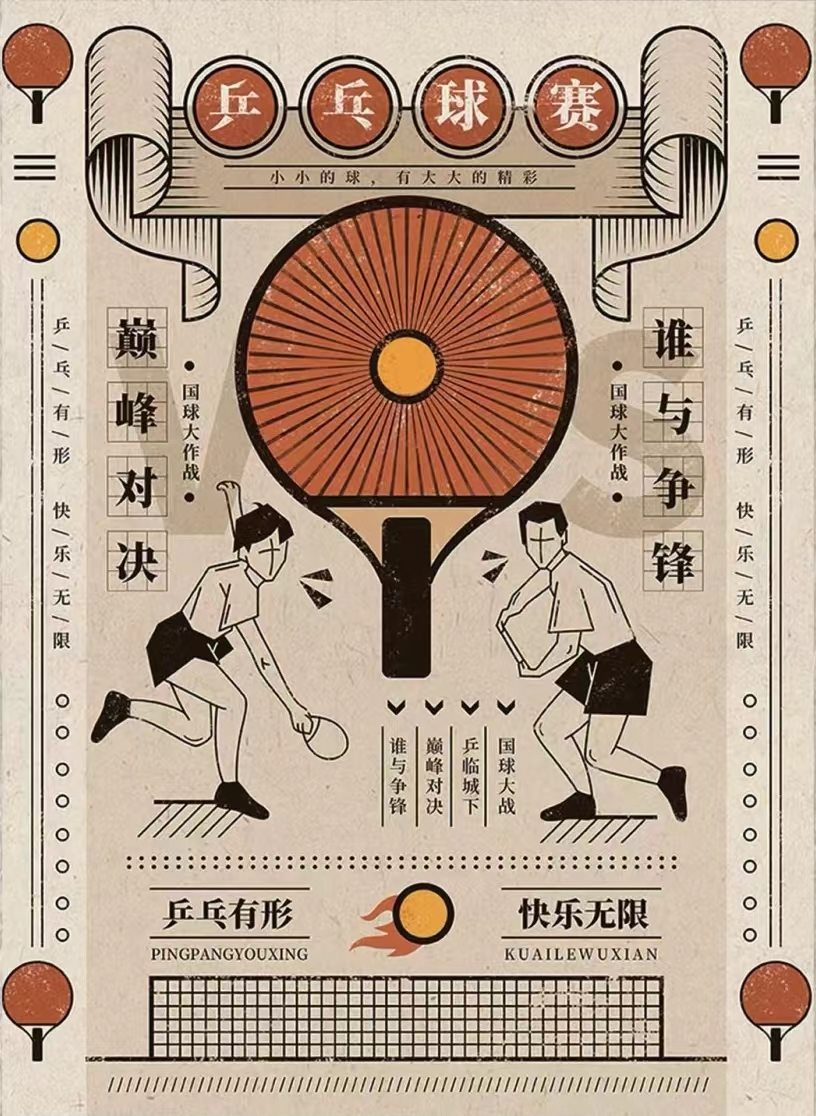 乒乓球赛
小小的球，有大大的精彩
VS
巅峰对决
国球大作战
国球大作战
谁与争锋
乒/乓/有/形 快/乐/无/限
乒/乓/有/形 快/乐/无/限
国球大战
乒临城下
巅峰对决
谁与争锋
乒乓有形
PINGPANGYOUXING
快乐无限
KUAILEWUXIAN